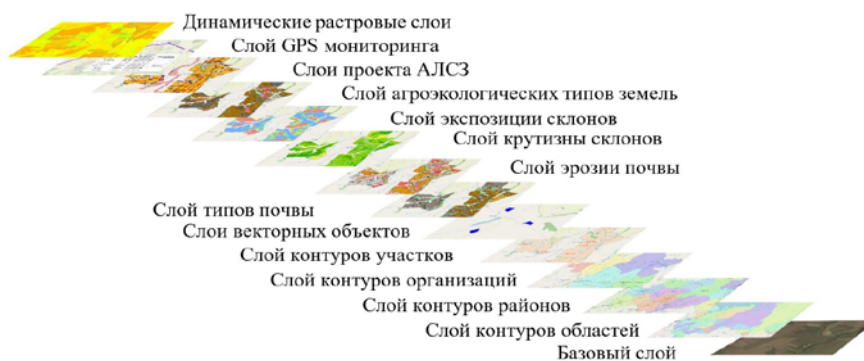 Динамические растровые слои
Слой GPS мониторинга
Слои проекта АЛСЗ
Слой агроэкологических типов земель
Слой экспозиции склонов
Слой крутизны склонов
Слой эрозии почвы
Слой типов почвы
Слои векторных объектов
Слой контуров участков
Слой контуров организаций
Слой контуров районов
Слой контуров областей
Базовый слой